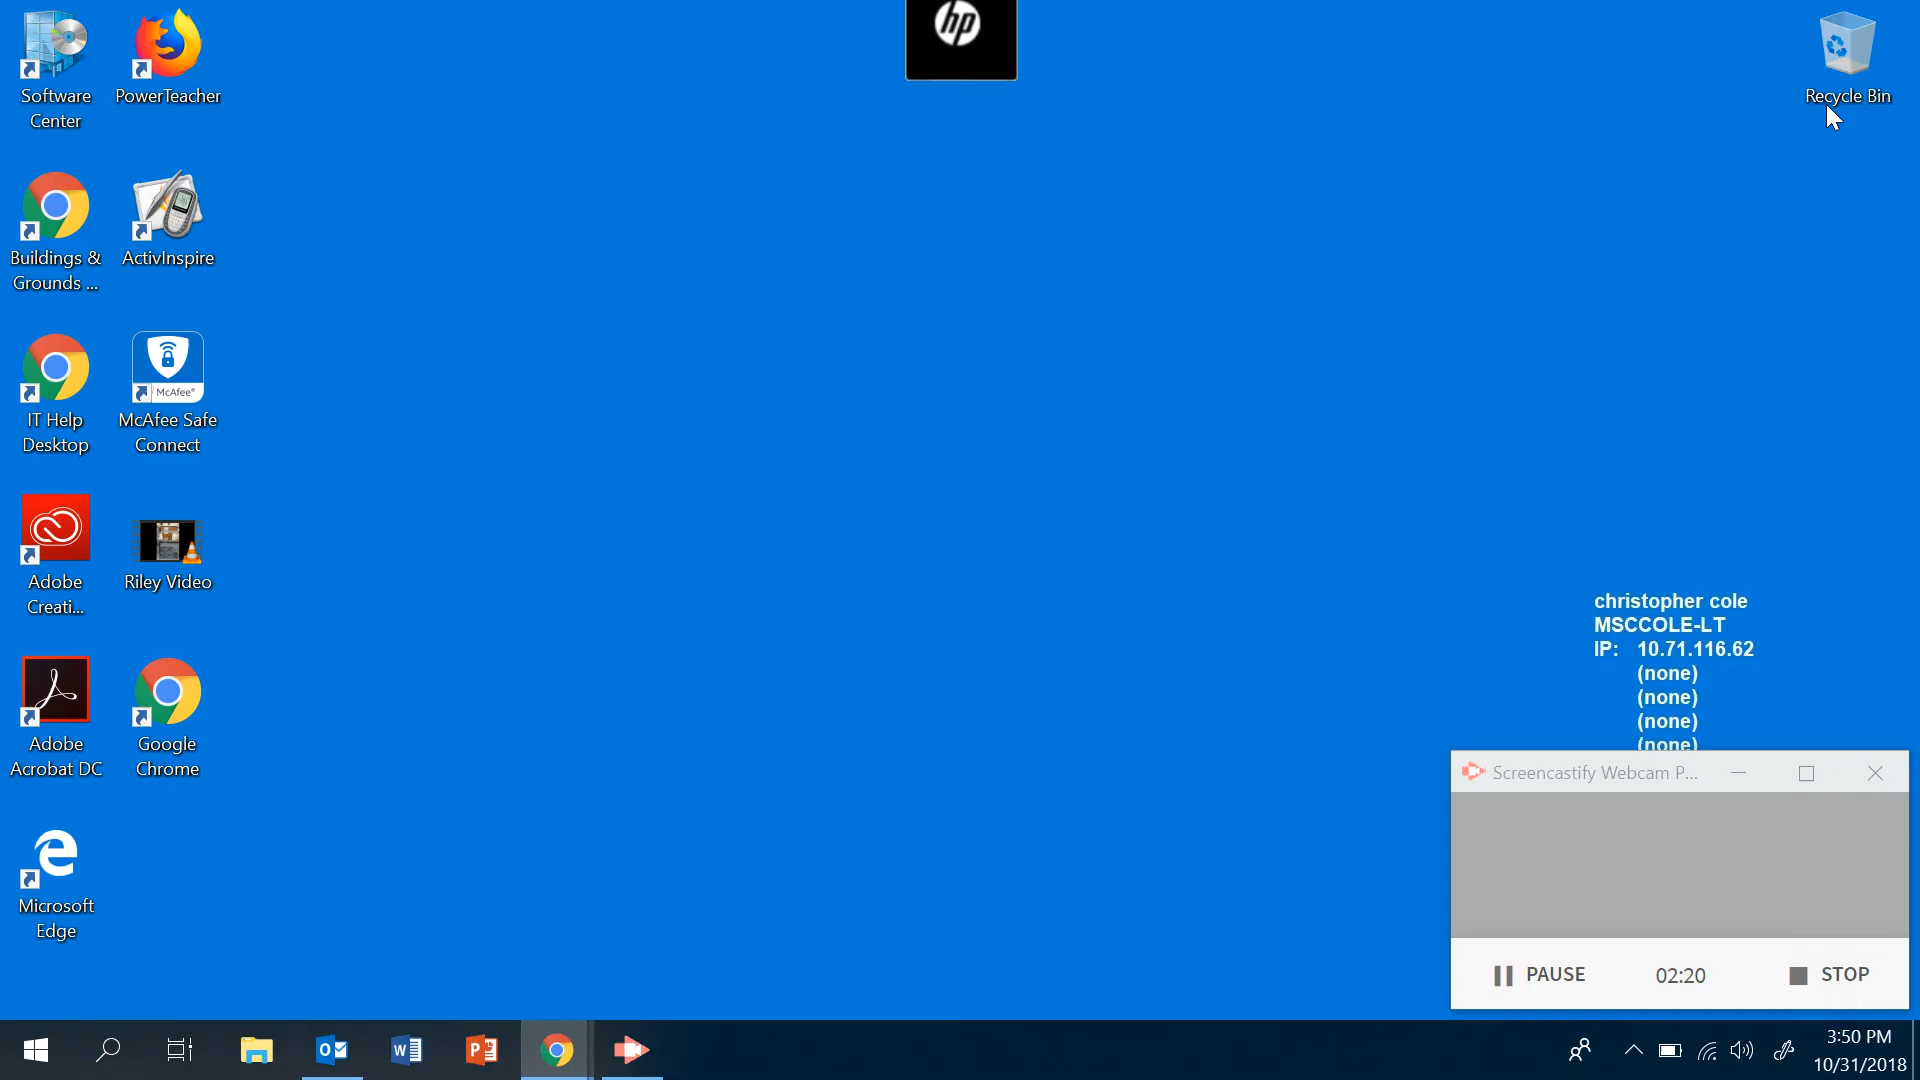 hp
Software
Center
PowerTeacher
Recycle Bin
Buildings &
Grounds ...
ActivInspire
IT Help
Desktop
McAfee®
McAfee Safe
Connect
Adobe
Creati...
Riley Video
Adobe
Acrobat DC
Google
Chrome
Microsoft
Edge
christopher cole
MSCCOLE-LT
IP: 10.71.116.62
(none)
(none)
(none)
(none)
Screencastify Webcam P...
PAUSE
02:20
STOP
3:50 PM
10/31/2018